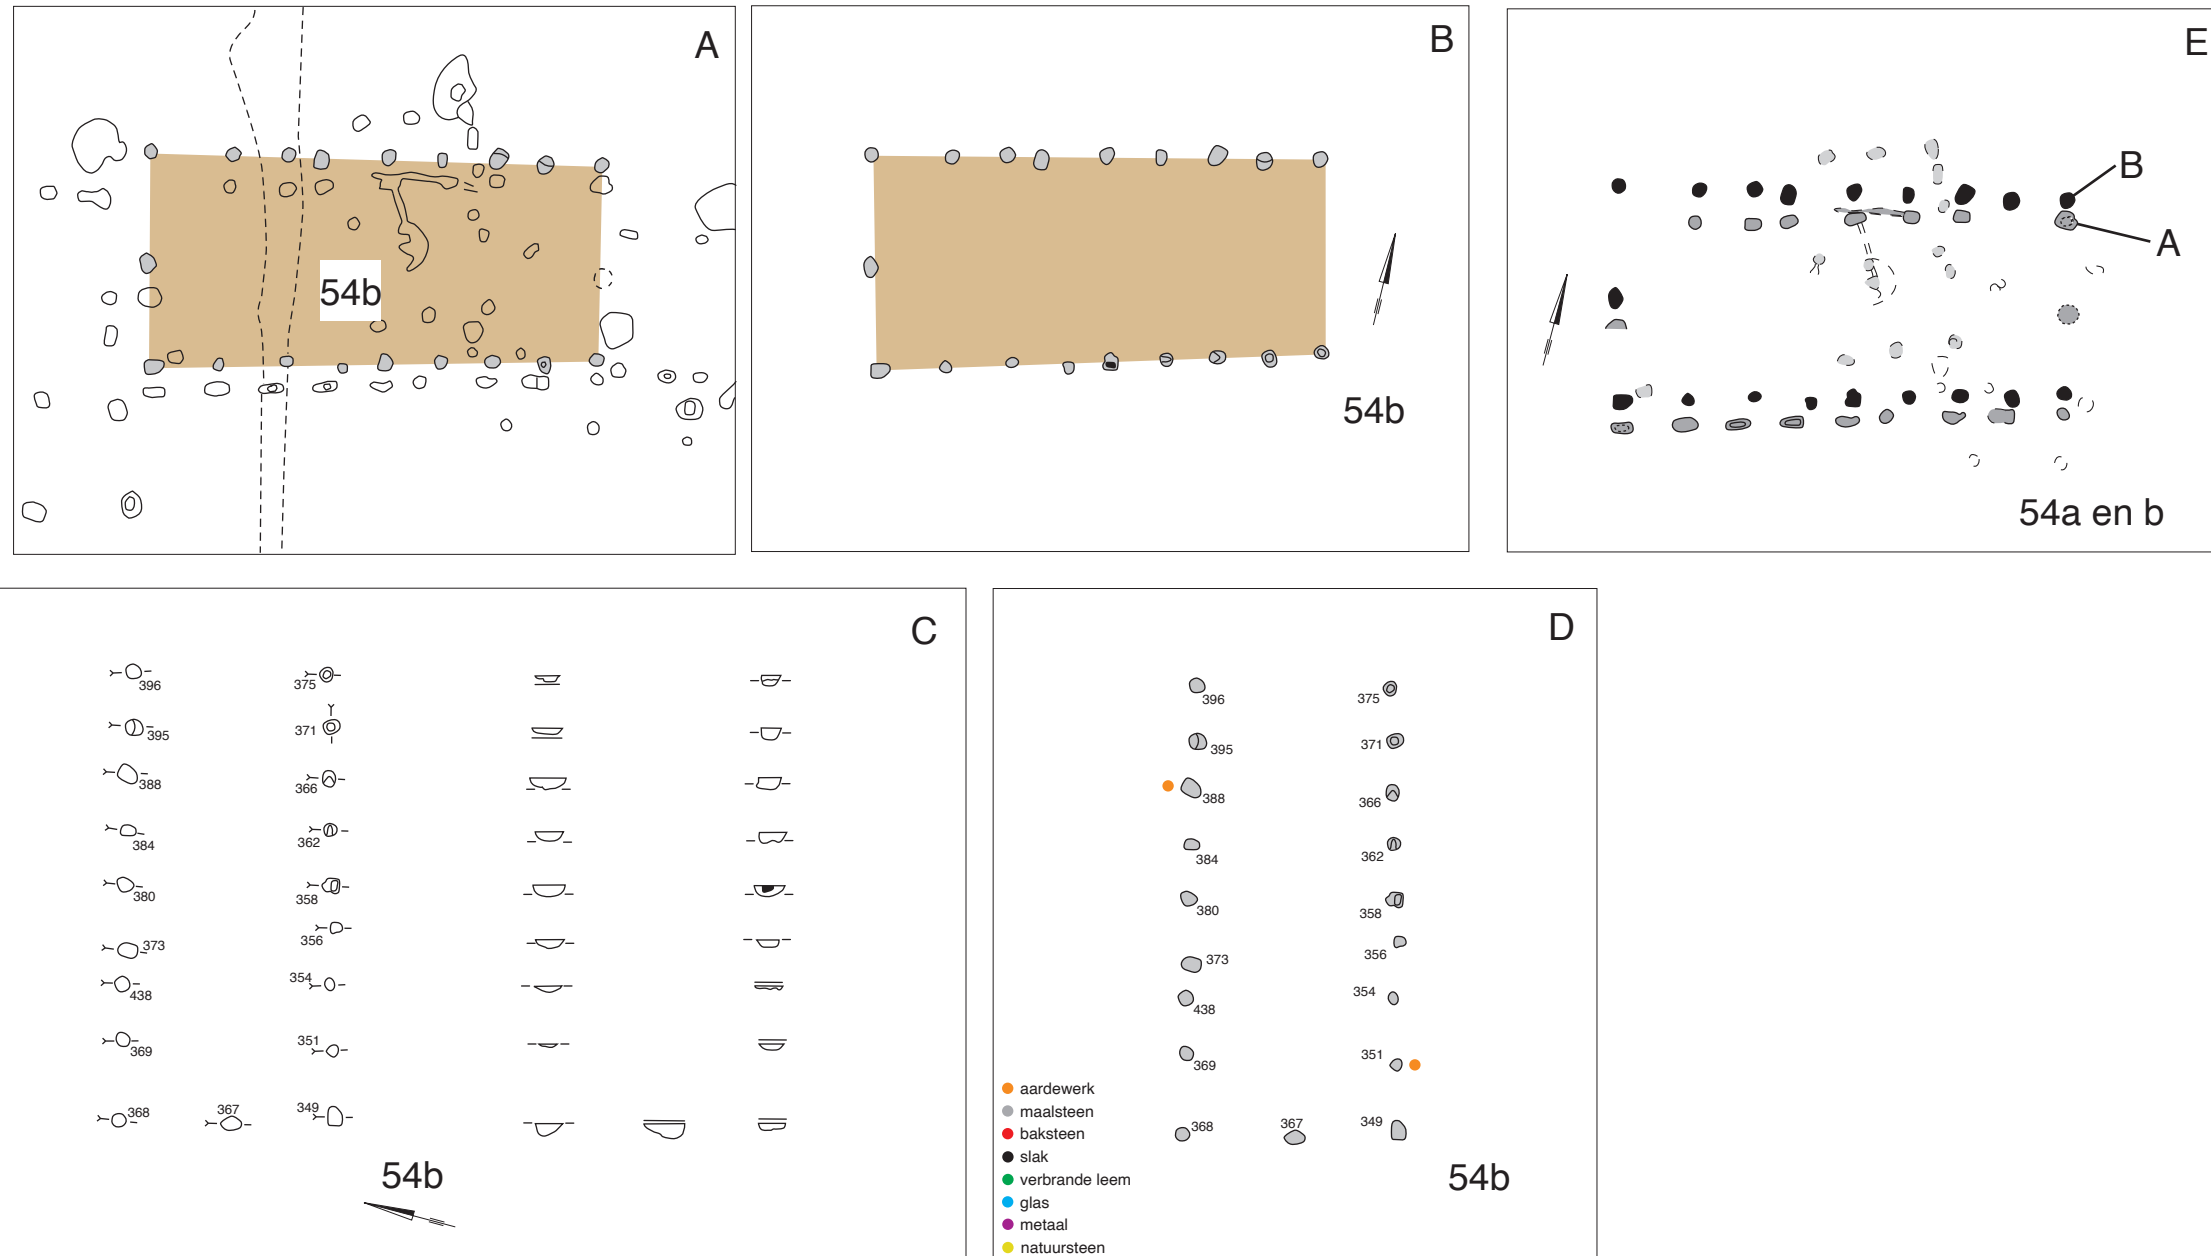 A
54b
B
54b
E
B
A
54a en b
C
396
375
395
371
388
366
384
362
380
358
373
356
438
354
369
351
368
367
349
54b
D
396
375
395
371
388
366
384
362
380
358
373
356
438
354
369
351
368
367
349
aardewerk
maalsteen
baksteen
slak
verbrande leem
glas
metaal
natuursteen
54b